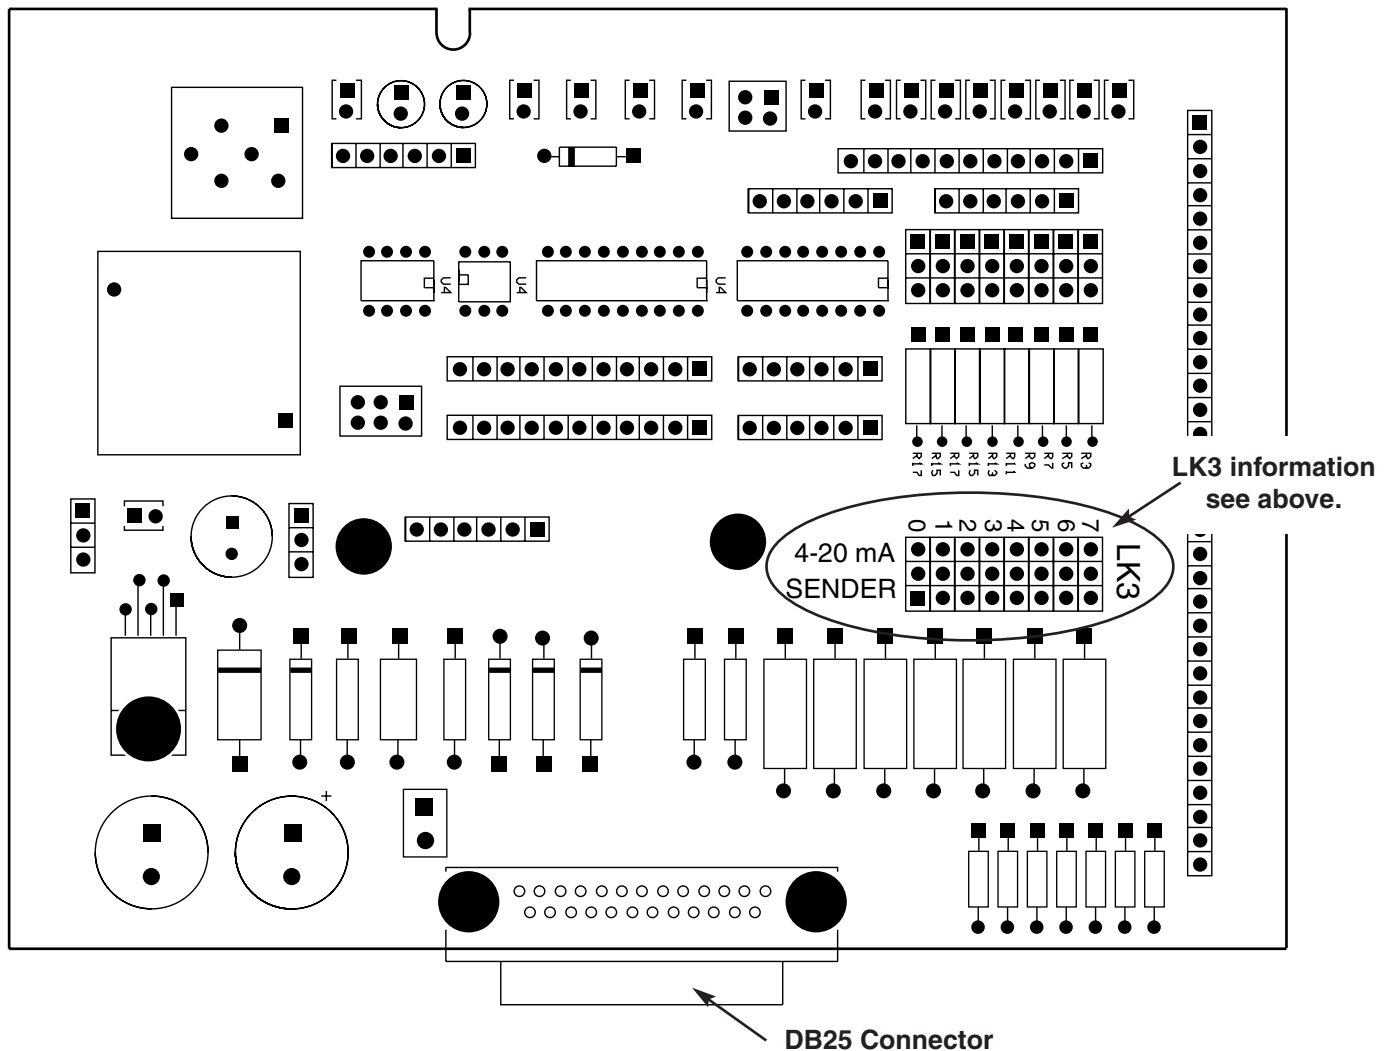 U4
U4
U4
R17
R15
R17
R15
R13
R11
R9
R7
R5
R3
LK3 information
see above.
0 1 2 3 4 5 6 7
4-20 mA
SENDER
LK3
+
DB25 Connector